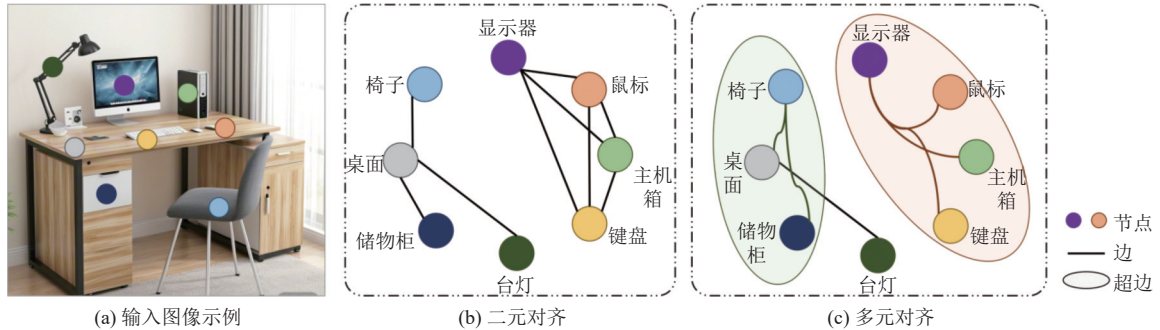 显示器
椅子
鼠标
桌面
主机
箱
储物柜
键盘
台灯
显示器
椅子
鼠标
桌
面
主机
箱
储物
柜
键盘
台灯
节点
边
超边
(a) 输入图像示例
(b) 二元对齐
(c) 多元对齐